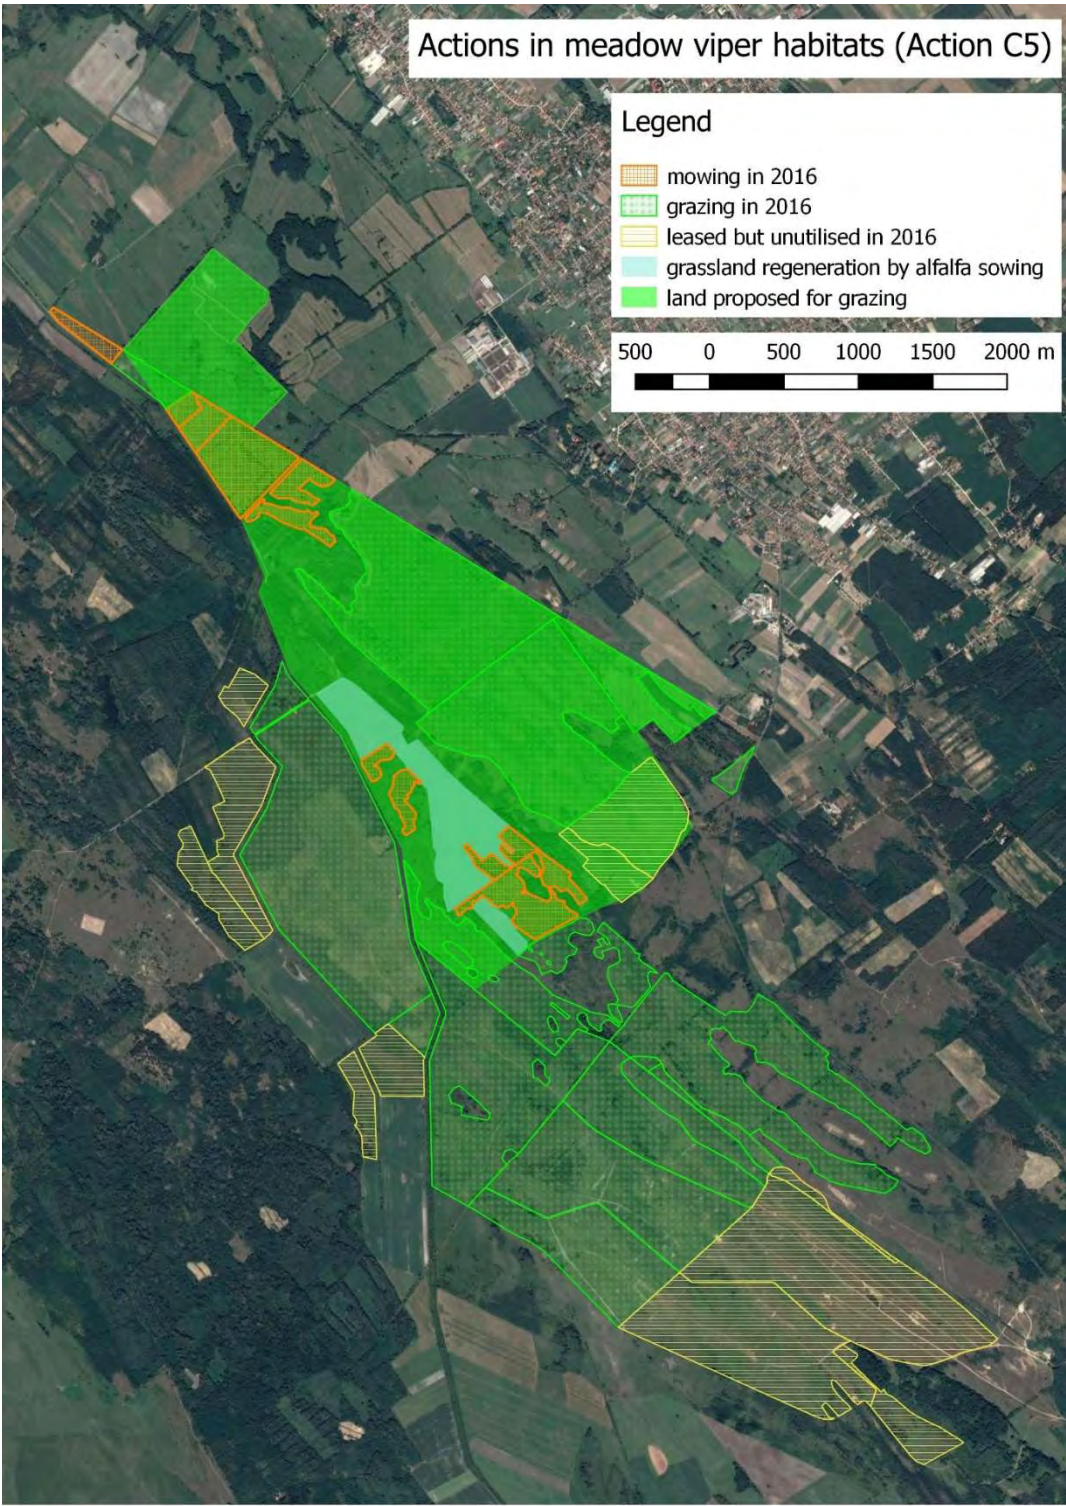 Actions in meadow viper habitats (Action C5)
Legend
mowing in 2016
grazing in 2016
leased but unutilised in 2016
grassland regeneration by alfalfa sowing
land proposed for grazing
500 0 500 1000 1500 2000 m